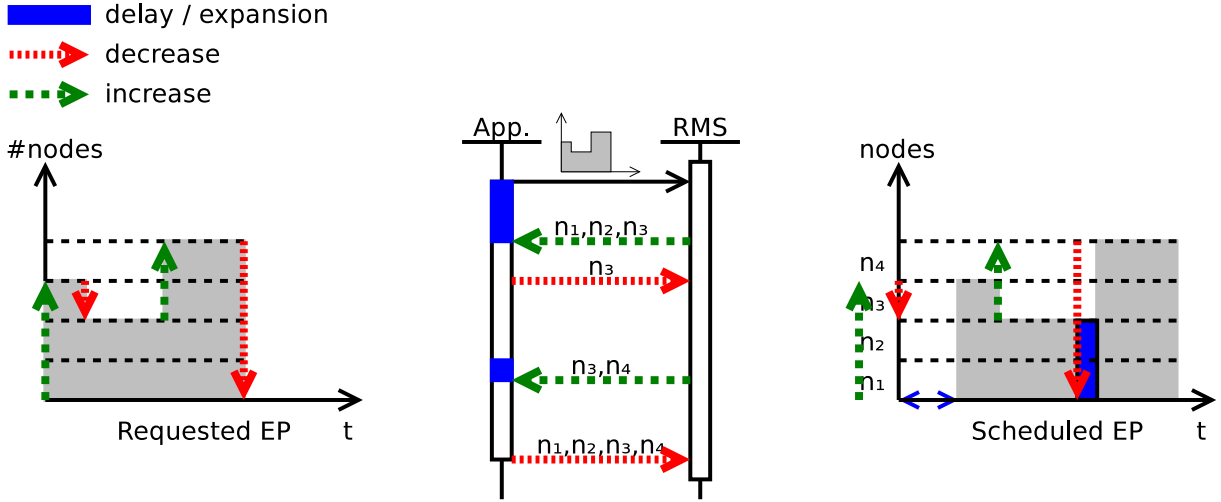 delay / expansion
decrease
increase
#nodes
Requested EP
t
App.
RMS
n₁,n₂,n₃
n₃
n₃,n₄
n₁,n₂,n₃,n₄
nodes
n₄
n₃
n₂
n₁
Scheduled EP
t